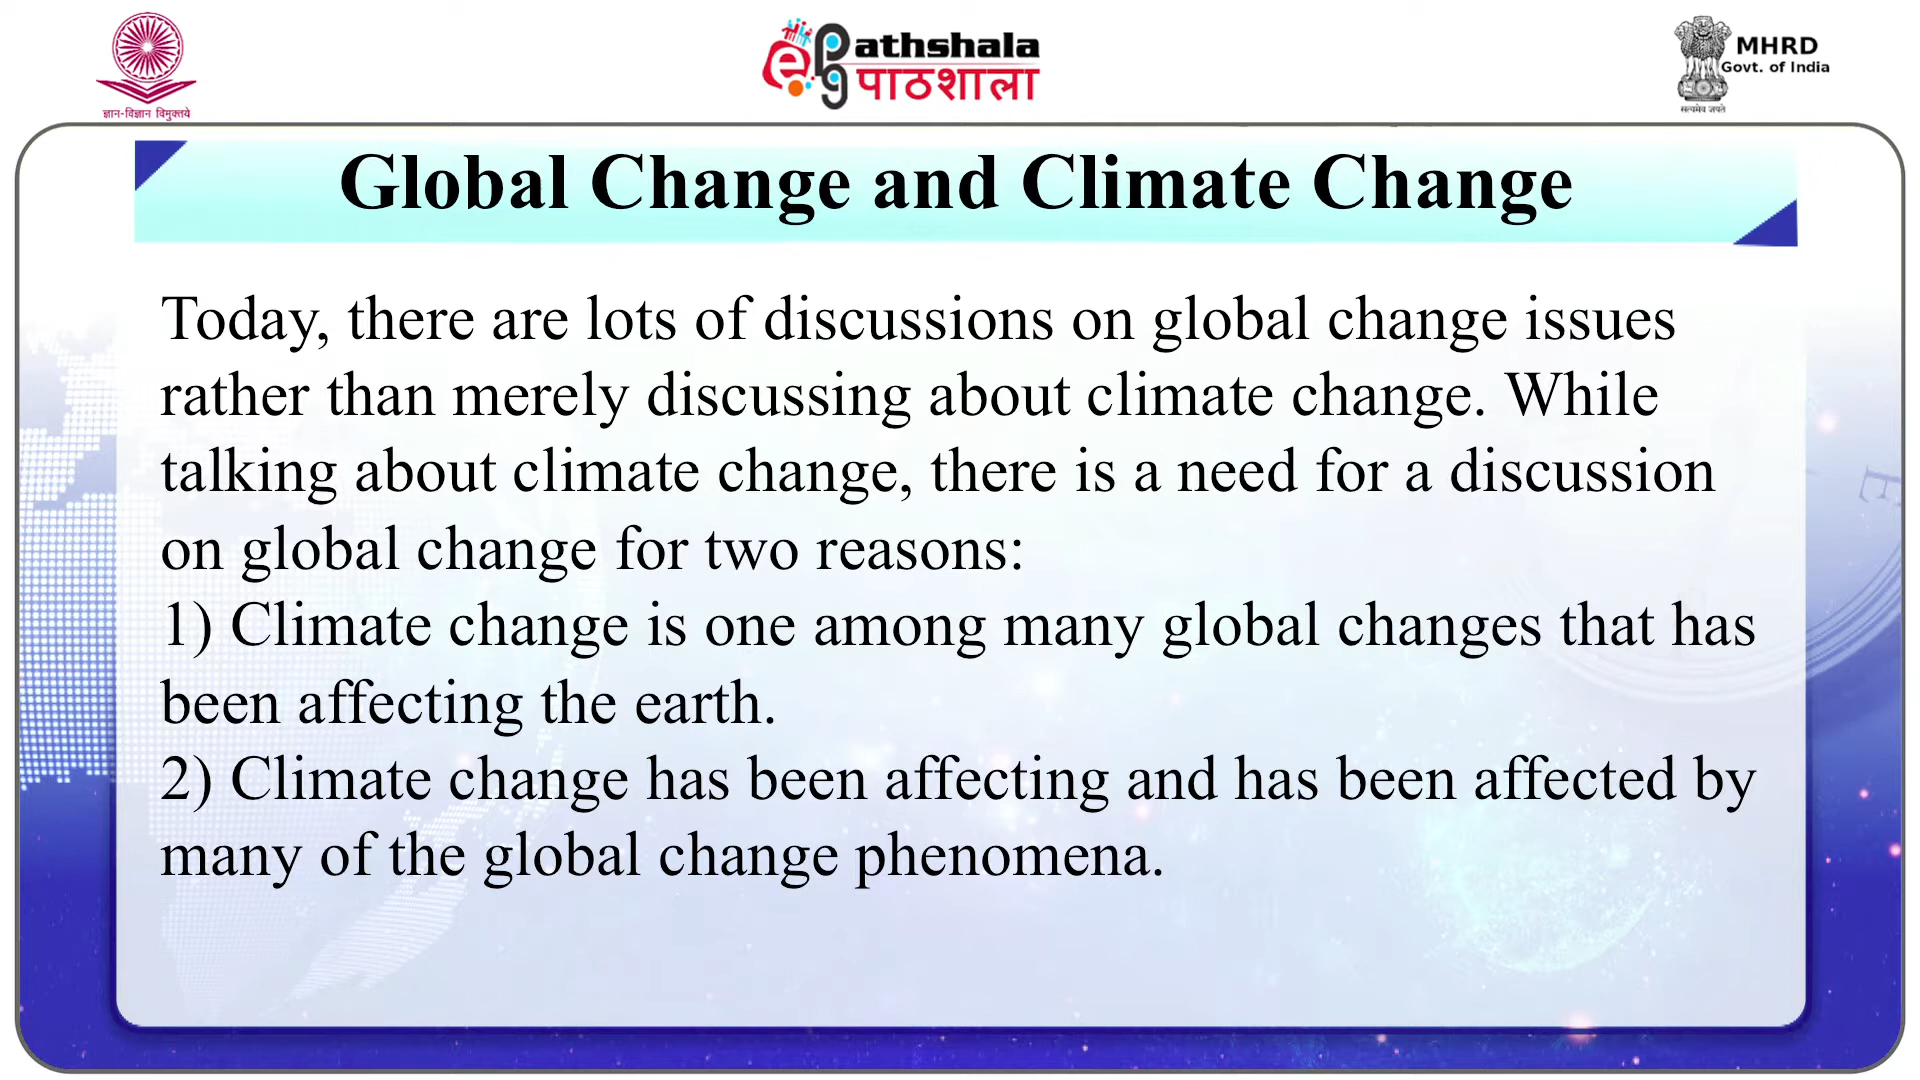 ज्ञान-विज्ञान विमुक्तये
e
pg
athshala
पाठशाला
MHRD
Govt. of India
सत्यमेव जयते
Global Change and Climate Change
Today, there are lots of discussions on global change issues
rather than merely discussing about climate change. While
talking about climate change, there is a need for a discussion
on global change for two reasons:
1) Climate change is one among many global changes that has
been affecting the earth.
2) Climate change has been affecting and has been affected by
many of the global change phenomena.